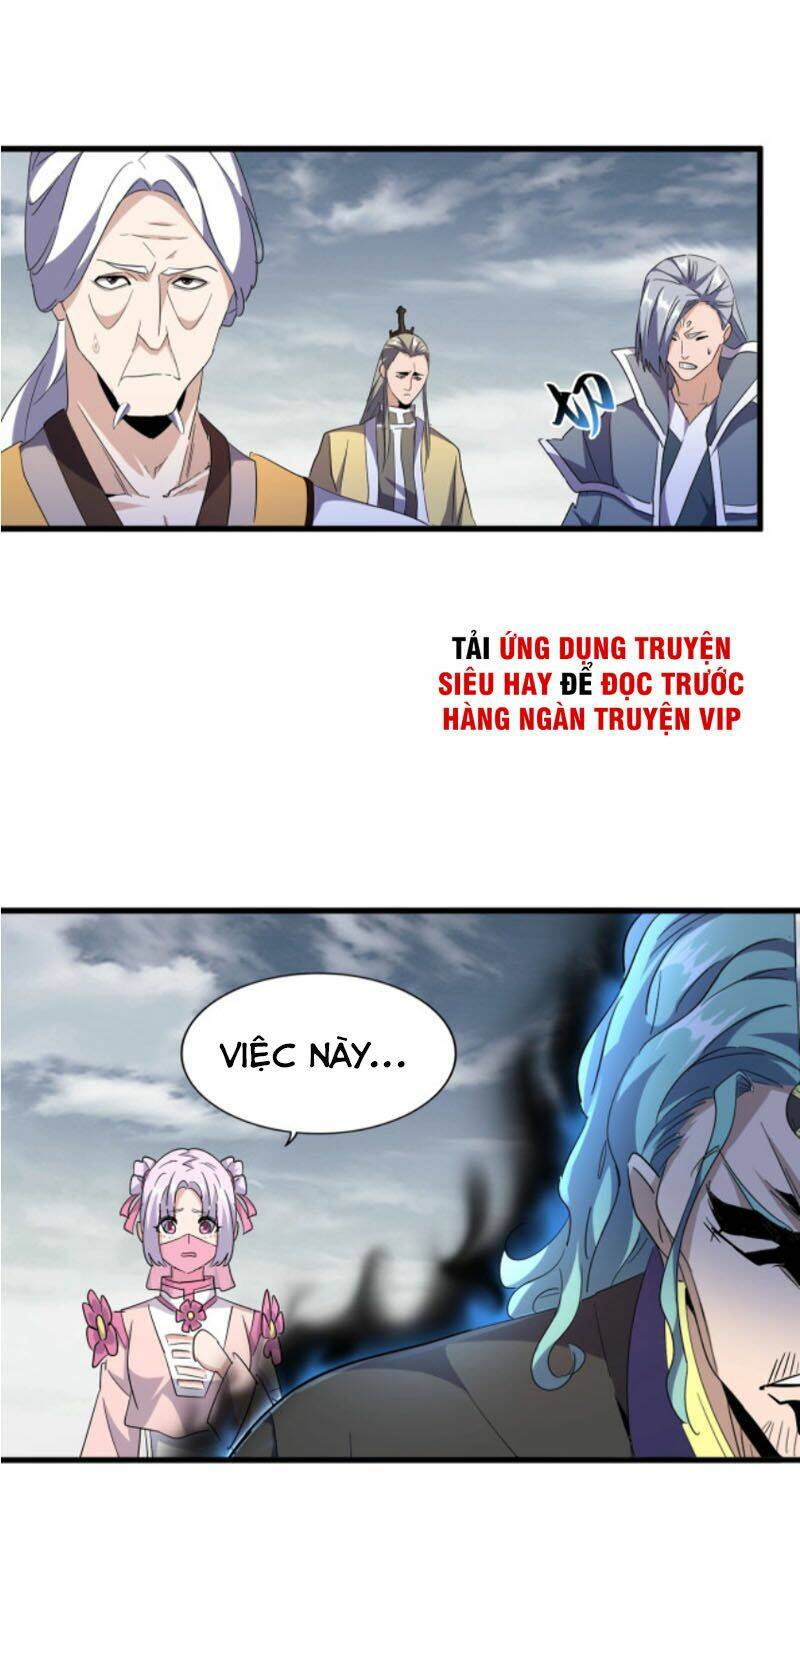 TẢI ỨNG DỤNG TRUYỆN
SIÊU HAY ĐỂ ĐỌC TRƯỚC
HÀNG NGÀN TRUYỆN VIP
VIỆC NÀY...